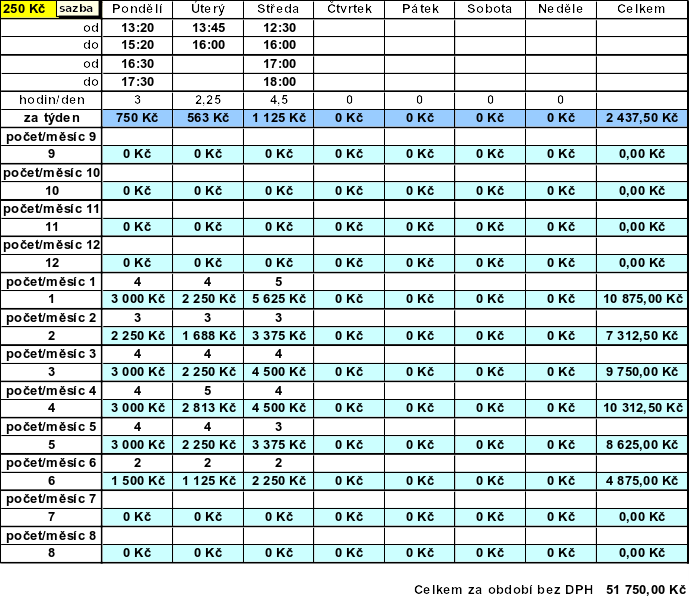 250 Kč sazba Pondělí Úterý Středa Čtvrtek Pátek Sobota Neděle Celkem
od 13:20 13:45 12:30
do 15:20 16:00 16:00
od 16:30 17:00
do 17:30 18:00
hodin/den 3 2,25 4,5 0 0 0 0
za týden 750 Kč 563 Kč 1 125 Kč 0 Kč 0 Kč 0 Kč 0 Kč 2 437,50 Kč
počet/měsíc 9
9 0 Kč 0 Kč 0 Kč 0 Kč 0 Kč 0 Kč 0 Kč 0,00 Kč
počet/měsíc 10
10 0 Kč 0 Kč 0 Kč 0 Kč 0 Kč 0 Kč 0 Kč 0,00 Kč
počet/měsíc 11
11 0 Kč 0 Kč 0 Kč 0 Kč 0 Kč 0 Kč 0 Kč 0,00 Kč
počet/měsíc 12
12 0 Kč 0 Kč 0 Kč 0 Kč 0 Kč 0 Kč 0 Kč 0,00 Kč
počet/měsíc 1 4 4 5
1 3 000 Kč 2 250 Kč 5 625 Kč 0 Kč 0 Kč 0 Kč 0 Kč 10 875,00 Kč
počet/měsíc 2 3 3 3
2 2 250 Kč 1 688 Kč 3 375 Kč 0 Kč 0 Kč 0 Kč 0 Kč 7 312,50 Kč
počet/měsíc 3 4 4 4
3 3 000 Kč 2 250 Kč 4 500 Kč 0 Kč 0 Kč 0 Kč 0 Kč 9 750,00 Kč
počet/měsíc 4 4 5 4
4 3 000 Kč 2 813 Kč 4 500 Kč 0 Kč 0 Kč 0 Kč 0 Kč 10 312,50 Kč
počet/měsíc 5 4 4 3
5 3 000 Kč 2 250 Kč 3 375 Kč 0 Kč 0 Kč 0 Kč 0 Kč 8 625,00 Kč
počet/měsíc 6 2 2 2
6 1 500 Kč 1 125 Kč 2 250 Kč 0 Kč 0 Kč 0 Kč 0 Kč 4 875,00 Kč
počet/měsíc 7
7 0 Kč 0 Kč 0 Kč 0 Kč 0 Kč 0 Kč 0 Kč 0,00 Kč
počet/měsíc 8
8 0 Kč 0 Kč 0 Kč 0 Kč 0 Kč 0 Kč 0 Kč 0,00 Kč
Celkem za období bez DPH 51 750,00 Kč